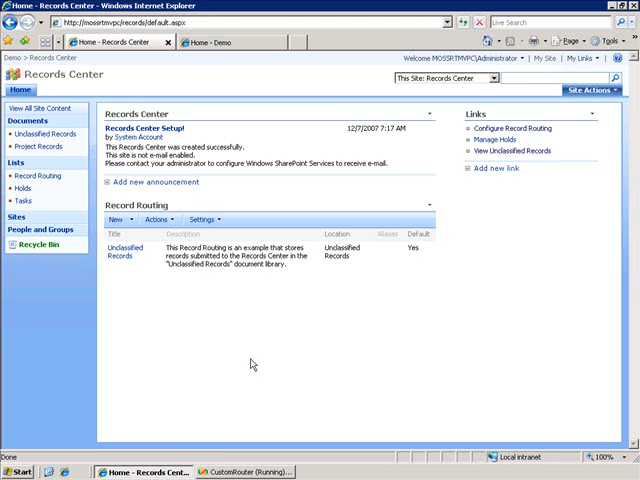 Home - Records Center - Windows Internet Explorer
http://mossrtmvpc/records/default.aspx
Live Search
Home - Records Center
Home - Demo
Page
Tools
Demo > Records Center
Welcome MOSSRTMVPC\Administrator
My Site
My Links
Records Center
This Site: Records Center
Home
Site Actions
View All Site Content
Documents
Unclassified Records
Project Records
Lists
Record Routing
Holds
Tasks
Sites
People and Groups
Recycle Bin
Records Center
Records Center Setup!
12/7/2007 7:17 AM
by System Account
This Records Center was created successfully.
This site is not e-mail enabled.
Please contact your administrator to configure Windows SharePoint Services to receive e-mail.
Add new announcement
Record Routing
New
Actions
Settings
Title
Description
Location
Aliases
Default
Unclassified
Records
This Record Routing is an example that stores
records submitted to the Records Center in the
"Unclassified Records" document library.
Unclassified
Records
Yes
Links
Configure Record Routing
Manage Holds
View Unclassified Records
Add new link
Done
Local intranet
100%
Start
Home - Records Cent...
CustomRouter (Running)...